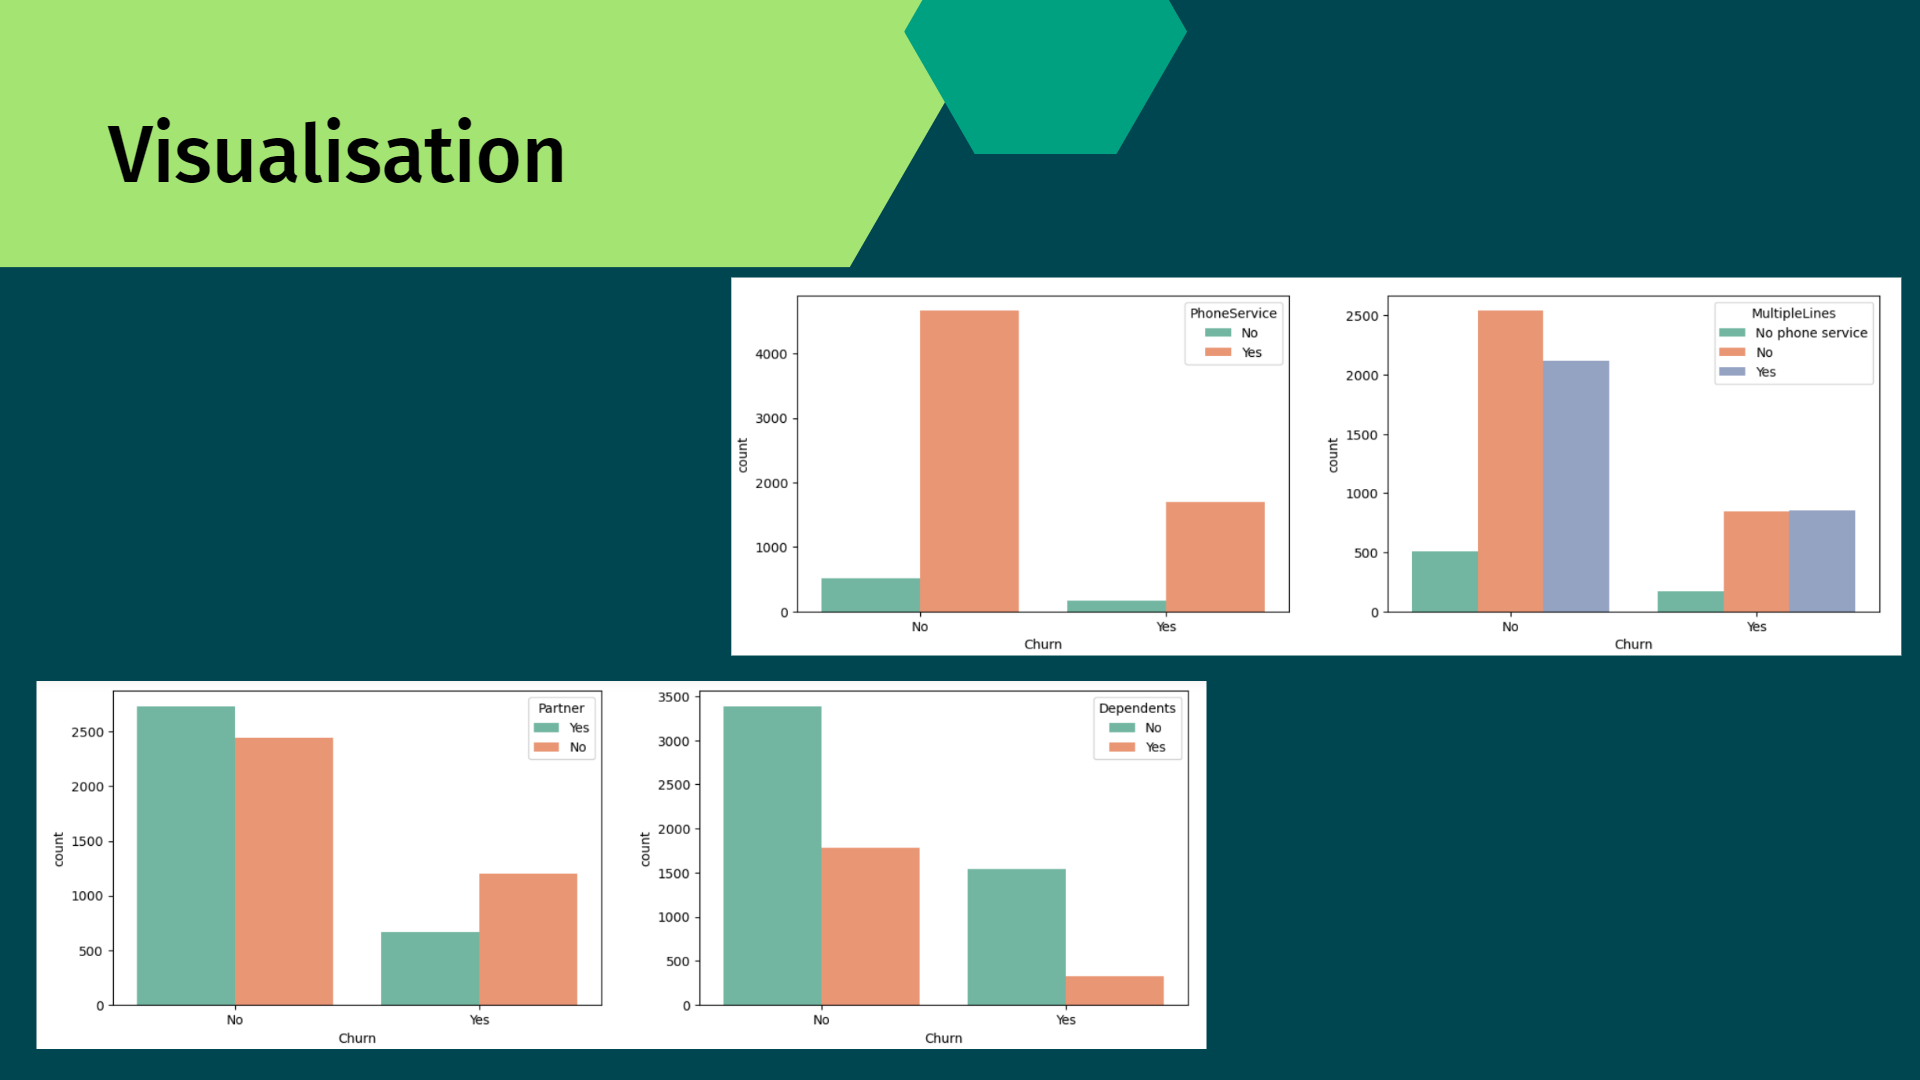 Visualisation
PhoneService
No
Yes
4000
3000
2000
1000
0
count
No
Yes
Churn
MultipleLines
No phone service
No
Yes
2500
2000
1500
1000
500
0
count
No
Yes
Churn
Partner
Yes
No
2500
2000
1500
1000
500
0
count
No
Yes
Churn
Dependents
No
Yes
3500
3000
2500
2000
1500
1000
500
0
count
No
Yes
Churn